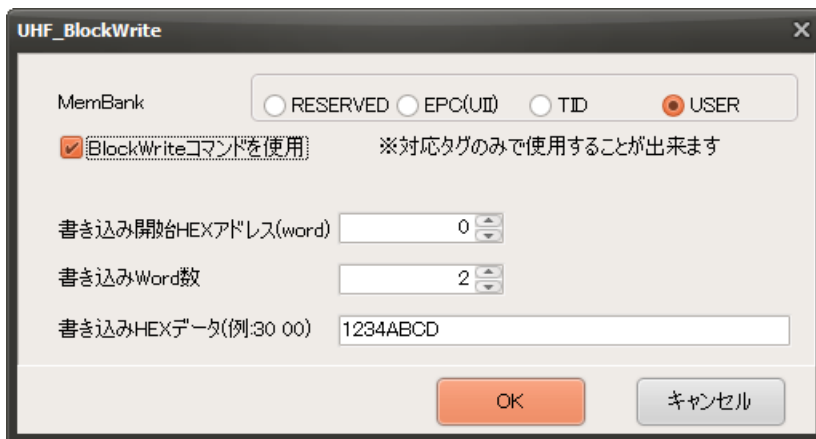 UHF_BlockWrite
MemBank RESERVED EPC(UII) TID USER
BlockWriteコマンドを使用 ※対応タグのみで使用することが出来ます
書き込み開始HEXアドレス(word) 0
書き込みWord数 2
書き込みHEXデータ(例:30 00) 1234ABCD
OK キャンセル